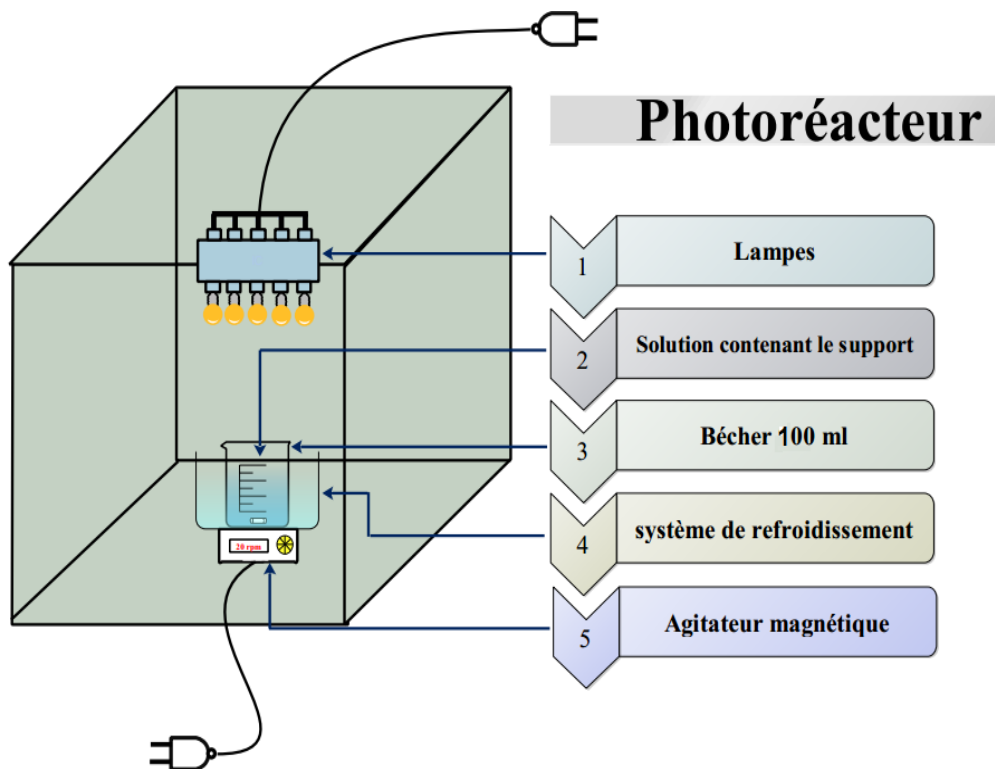 Photoréacteur
1
Lampes
2
Solution contenant le support
3
Bécher 100 ml
4
système de refroidissement
20 rpm
5
Agitateur magnétique